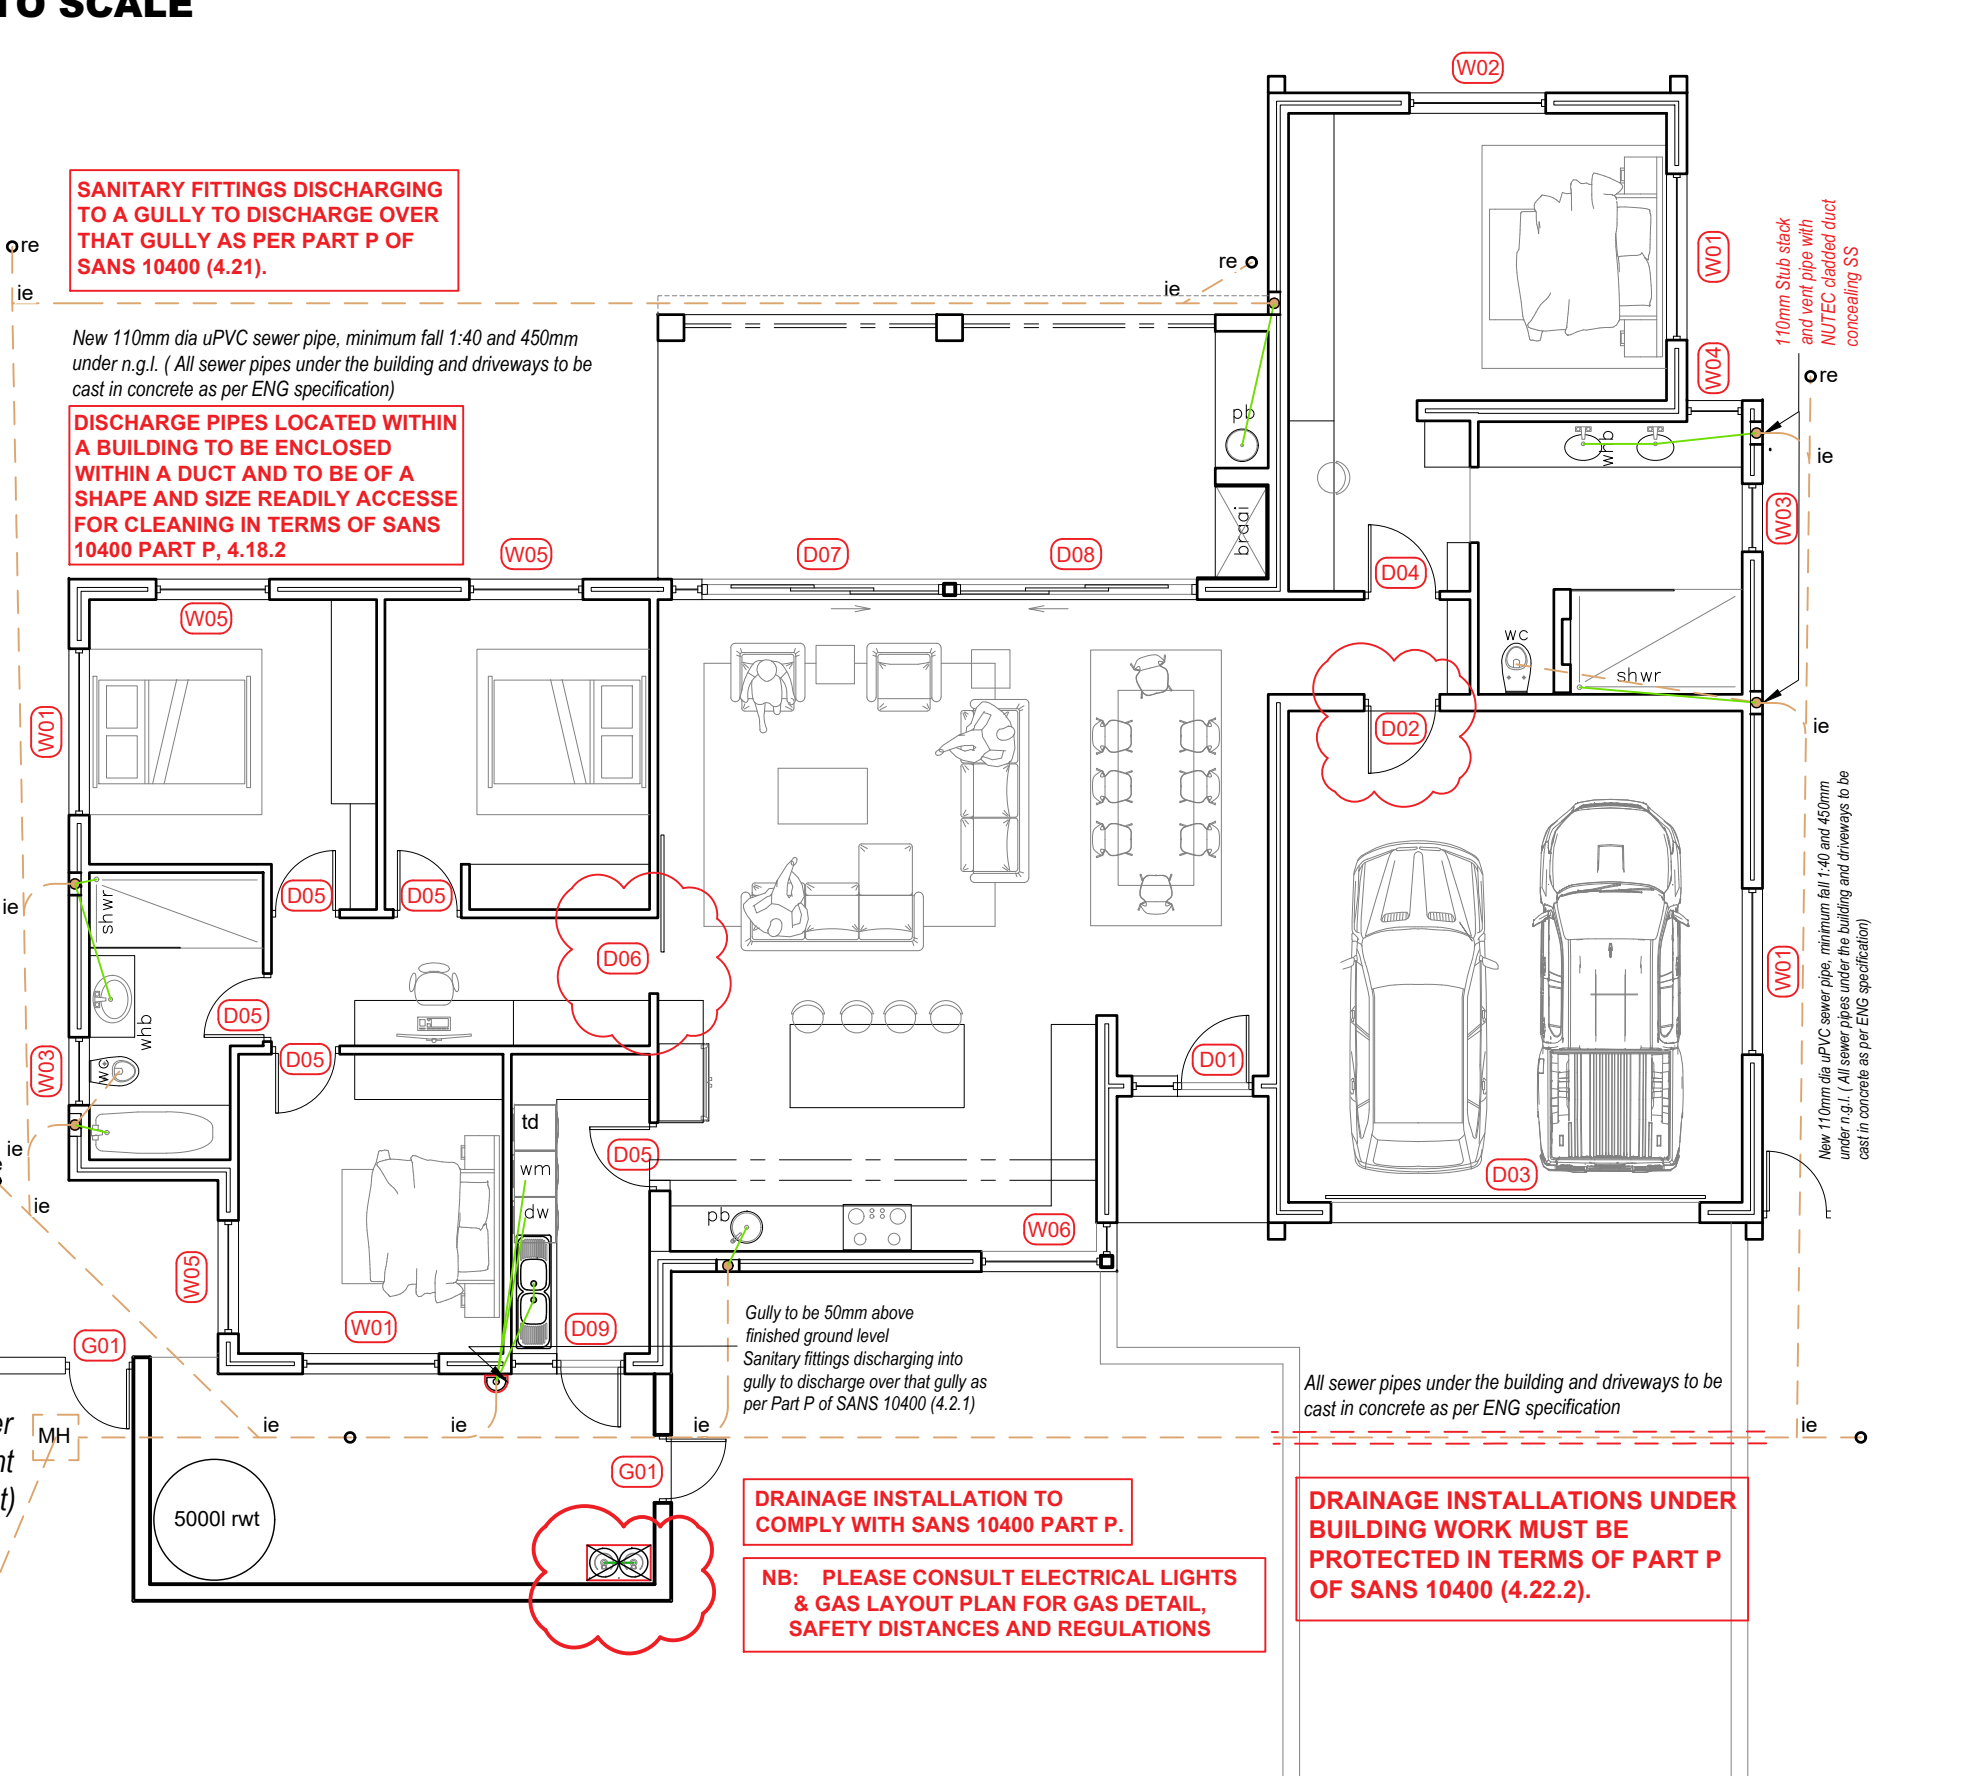 TO SCALE
W02
SANITARY FITTINGS DISCHARGING
TO A GULLY TO DISCHARGE OVER
THAT GULLY AS PER PART P OF
SANS 10400 (4.21).
re
ie
re
ie
W01
W04
110mm Stub stack
and vent pipe with
NUTEC cladded duct
concealing SS
re
ie
New 110mm dia uPVC sewer pipe, minimum fall 1:40 and 450mm
under n.g.l. ( All sewer pipes under the building and driveways to be
cast in concrete as per ENG specification)
DISCHARGE PIPES LOCATED WITHIN
A BUILDING TO BE ENCLOSED
WITHIN A DUCT AND TO BE OF A
SHAPE AND SIZE READILY ACCESSE
FOR CLEANING IN TERMS OF SANS
10400 PART P, 4.18.2
pb
whb
braai
W03
W05
D07
D08
D04
W05
wc
shwr
W01
D02
ie
New 110mm dia uPVC sewer pipe, minimum fall 1:40 and 450mm
under n.g.l. ( All sewer pipes under the building and driveways to be
cast in concrete as per ENG specification)
D05
D05
ie
shwr
D06
W01
D05
whb
D05
W03
wc
D01
ie
td
D05
wm
D03
ie
dw
pb
W06
W05
W01
D09
Gully to be 50mm above
finished ground level
Sanitary fittings discharging into
gully to discharge over that gully as
per Part P of SANS 10400 (4.2.1)
G01
All sewer pipes under the building and driveways to be
cast in concrete as per ENG specification
er
MH
ie
ie
ie
ie
nt
t)
G01
5000l rwt
DRAINAGE INSTALLATION TO
COMPLY WITH SANS 10400 PART P.
DRAINAGE INSTALLATIONS UNDER
BUILDING WORK MUST BE
PROTECTED IN TERMS OF PART P
OF SANS 10400 (4.22.2).
NB: PLEASE CONSULT ELECTRICAL LIGHTS
& GAS LAYOUT PLAN FOR GAS DETAIL,
SAFETY DISTANCES AND REGULATIONS